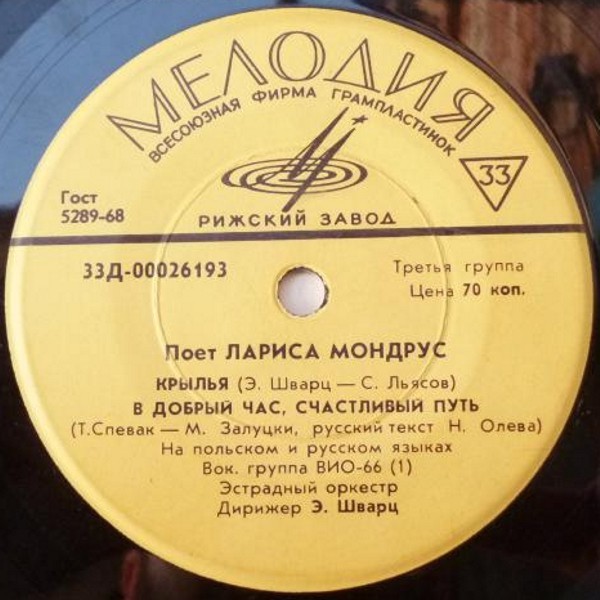 МЕЛОДИЯ
ВСЕСОЮЗНАЯ ФИРМА ГРАМПЛАСТИНОК
33
Гост
5289-68
РИЖСКИЙ ЗАВОД
33Д-00026193
Третья группа
Цена 70 коп.
Поет ЛАРИСА МОНДРУС
КРЫЛЬЯ (Э. Шварц — С. Льясов)
В ДОБРЫЙ ЧАС, СЧАСТЛИВЫЙ ПУТЬ
(Т.Спевак — М. Залуцки, русский текст Н. Олева)
На польском и русском языках
Вок. группа ВИО-66 (1)
Эстрадный оркестр
Дирижер Э. Шварц